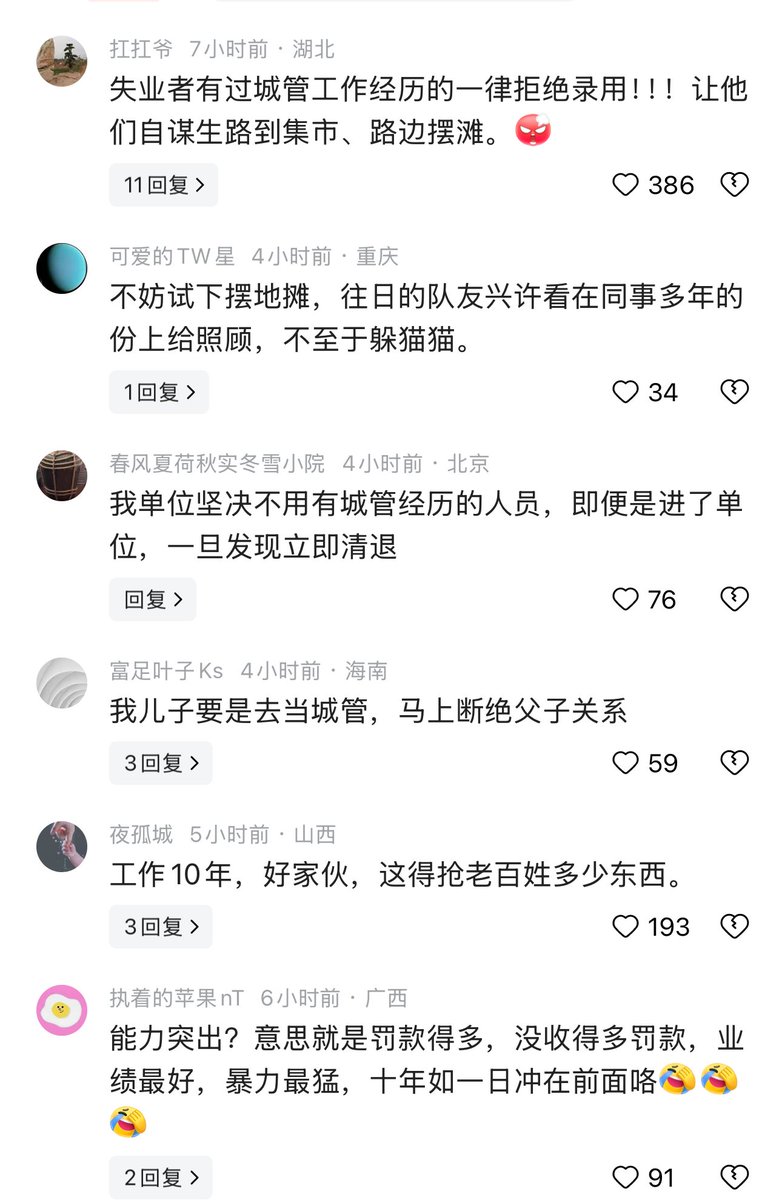 扛扛爷 7小时前 · 湖北
失业者有过城管工作经历的一律拒绝录用！！！让他
们自谋生路到集市、路边摆滩。
11回复
386
可爱的TW星 4小时前 · 重庆
不妨试下摆地摊，往日的队友兴许看在同事多年的
份上给照顾，不至于躲猫猫。
1回复
34
春风夏荷秋实冬雪小院 4小时前 · 北京
我单位坚决不用有城管经历的人员，即便是进了单
位，一旦发现立即清退
回复
76
富足叶子Ks 4小时前 · 海南
我儿子要是去当城管，马上断绝父子关系
3回复
59
夜孤城 5小时前 · 山西
工作10年，好家伙，这得抢老百姓多少东西。
3回复
193
执着的苹果nT 6小时前 · 广西
能力突出？意思就是罚款得多，没收得多罚款，业
绩最好，暴力最猛，十年如一日冲在前面咯
2回复
91